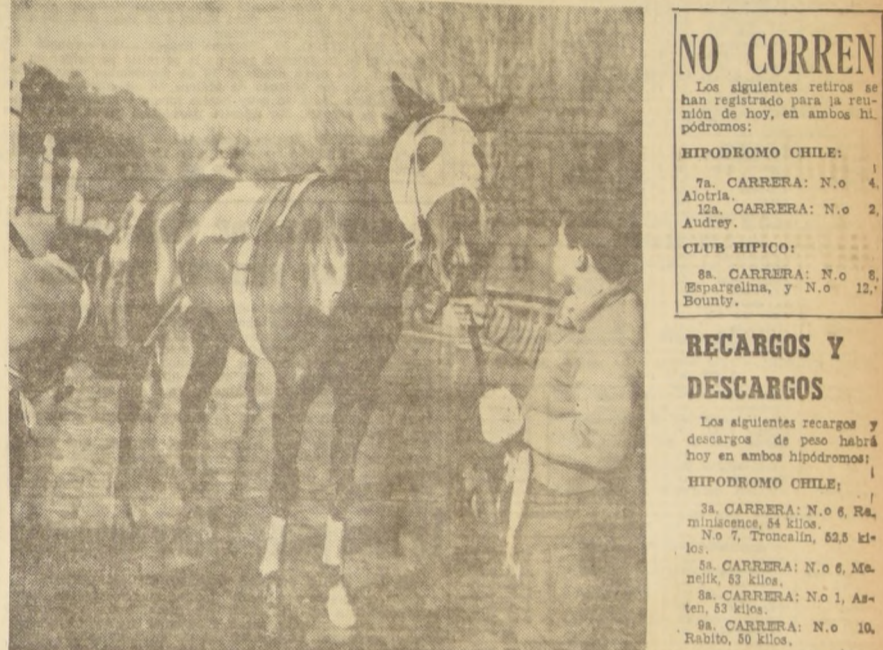 NO CORREN
Los siguientes retiros se
han registrado para la reu-
nión de hoy, en ambos hi.
pódromos:
HIPODROMO CHILE:
7a. CARRERA: N.o 4,
Alotria.
12a. CARRERA: N.o 2,
Audrey.
CLUB HIPICO:
8a. CARRERA: N.o 8,
Espargelina, y N.o 12,
Bounty.
RECARGOS Y
DESCARGOS
Los siguientes recargos y
descargos de peso habrá
hoy en ambos hipódromos:
HIPODROMO CHILE:
3a. CARRERA: N.o 6, Re-
miniscence, 54 kilos.
N.o 7, Troncalín, 52,5 ki-
los.
5a. CARRERA: N.o 6, Me-
nelik, 53 kilos.
8a. CARRERA: N.o 1, As-
ten, 53 kilos.
9a. CARRERA: N.o 10,
Rabito, 50 kilos.